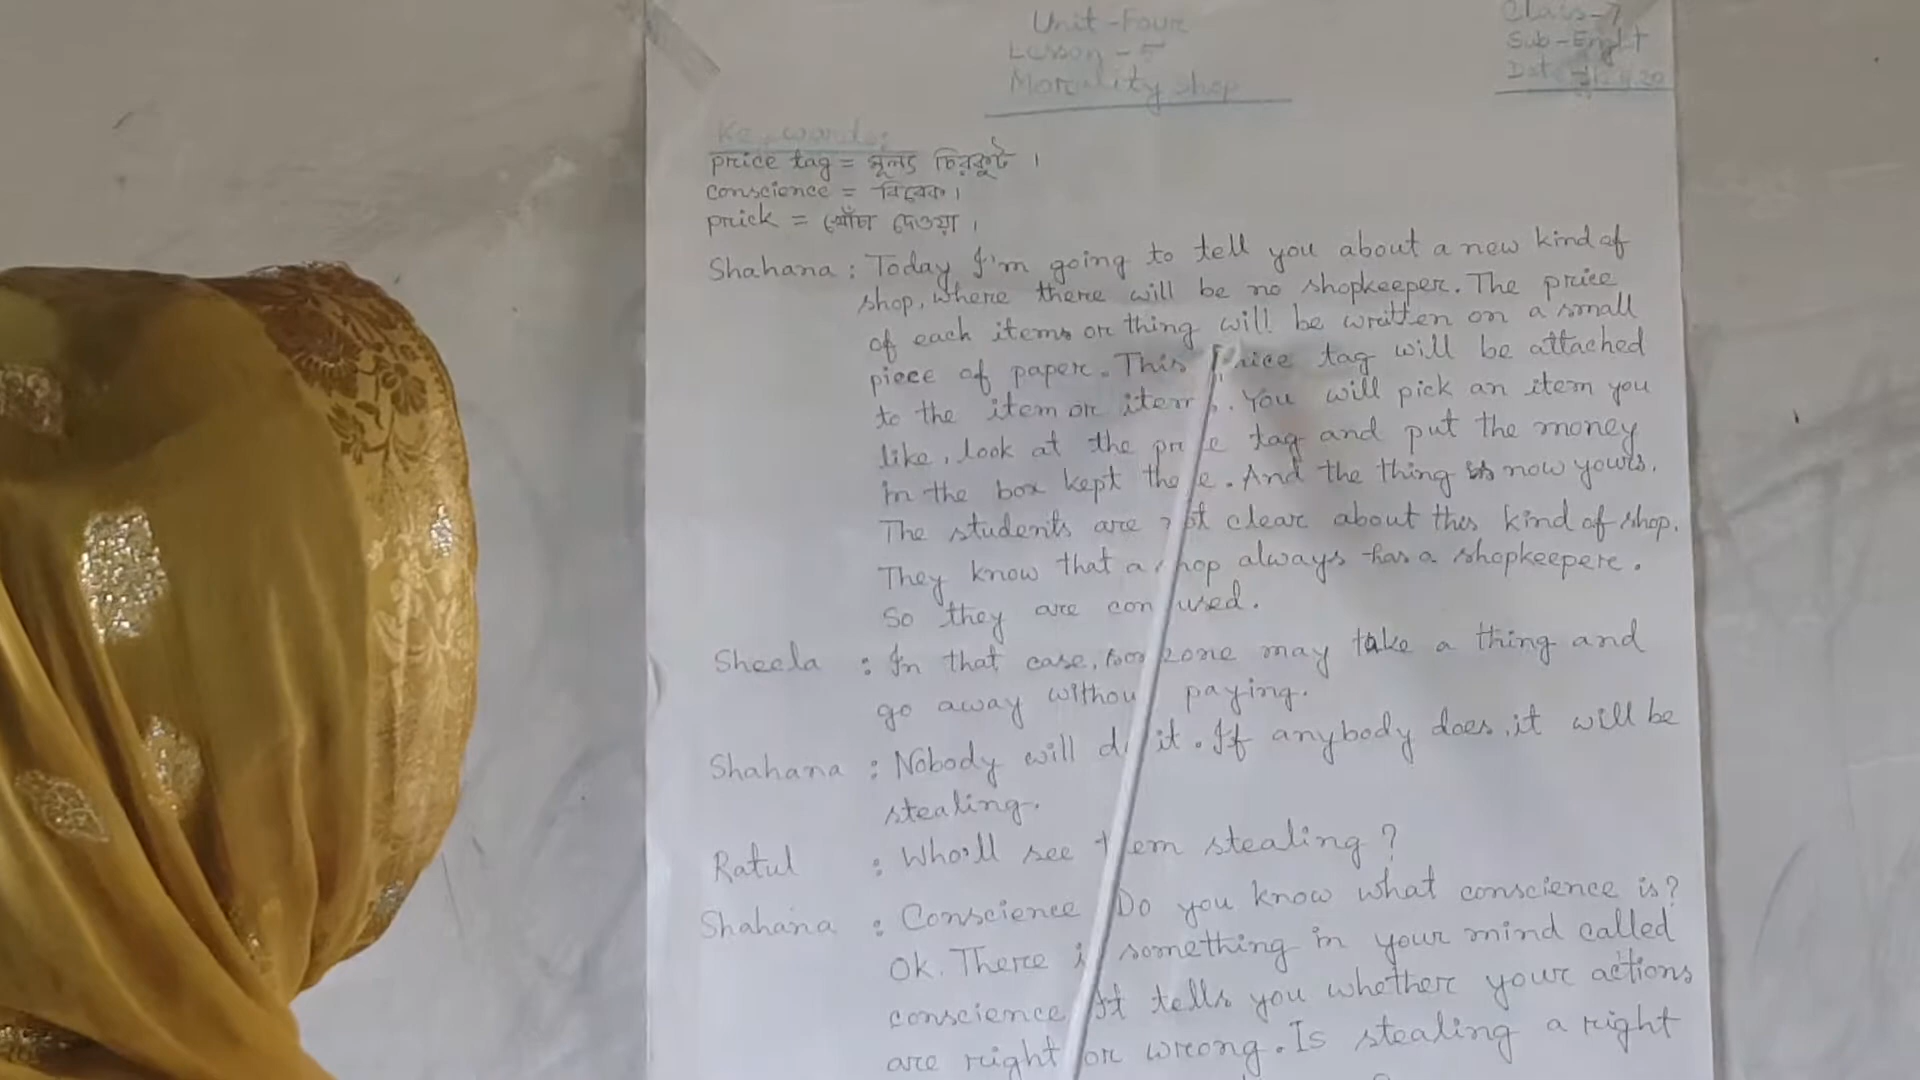 Unit-Four
Lesson-5
Morality shop
Class-7
Sub-Eng
Keywords:
price tag = মূল্য চিরকুট ।
conscience = বিবেক।
prick = খোঁচা দেওয়া ।
Shahana : Today I'm going to tell you about a new kind of
shop, where there will be no shopkeeper. The price
of each items or thing will be written on a small
piece of paper. This price tag will be attached
to the item or items. You will pick an item you
like, look at the price tag and put the money
in the box kept there. And the thing is now yours.
The students are not clear about this kind of shop.
They know that a shop always has a shopkeeper.
So they are confused.
Sheela : In that case, someone may take a thing and
go away without paying.
Shahana : Nobody will do it. If anybody does, it will be
stealing.
Ratul : Who'll see them stealing?
Shahana : Conscience Do you know what conscience is?
Ok. There is something in your mind called
conscience It tells you whether your actions
are right or wrong. Is stealing a right